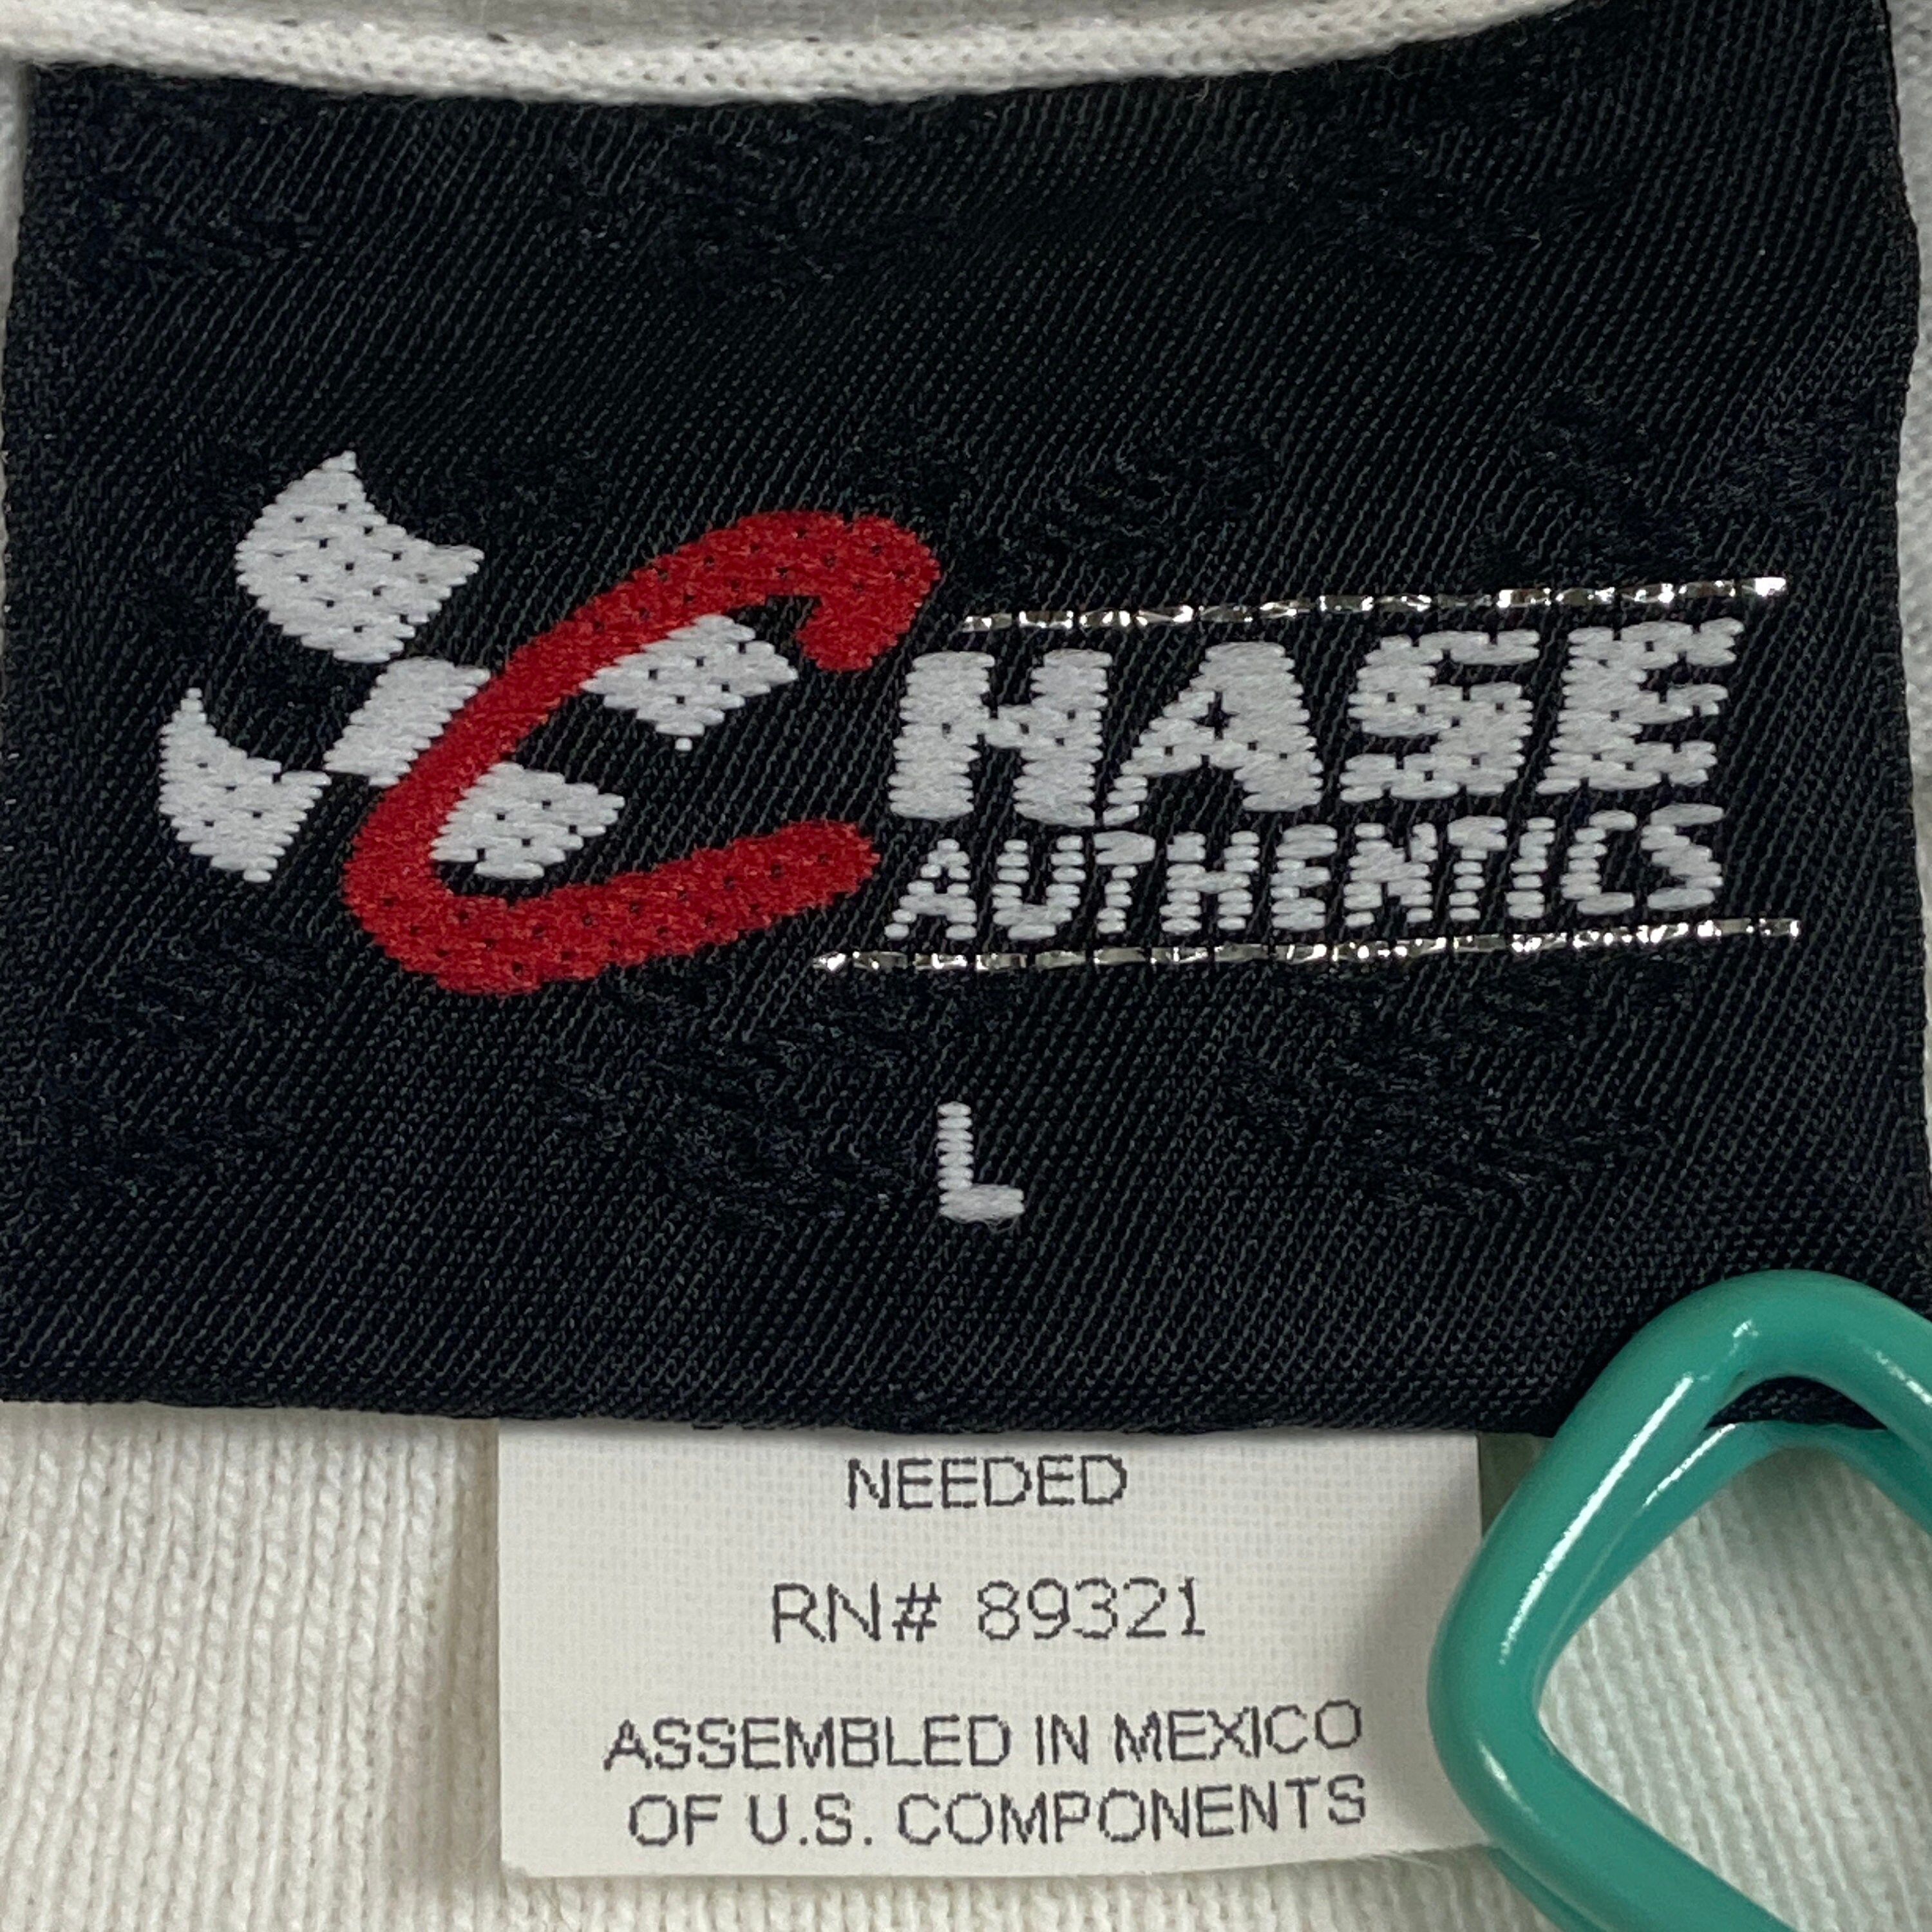 CHASE
AUTHENTICS
L
NEEDED
RN# 89321
ASSEMBLED IN MEXICO
OF U.S. COMPONENTS